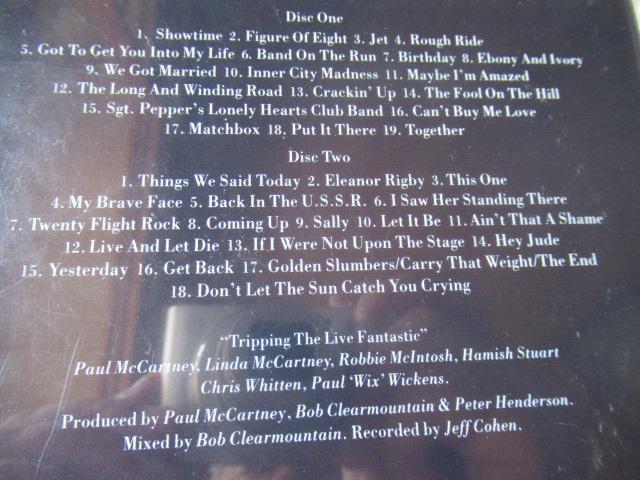 Disc One
1. Showtime 2. Figure Of Eight 3. Jet 4. Rough Ride
5. Got To Get You Into My Life 6. Band On The Run 7. Birthday 8. Ebony And Ivory
9. We Got Married 10. Inner City Madness 11. Maybe I'm Amazed
12. The Long And Winding Road 13. Crackin' Up 14. The Fool On The Hill
15. Sgt. Pepper's Lonely Hearts Club Band 16. Can't Buy Me Love
17. Matchbox 18. Put It There 19. Together
Disc Two
1. Things We Said Today 2. Eleanor Rigby 3. This One
4. My Brave Face 5. Back In The U.S.S.R. 6. I Saw Her Standing There
7. Twenty Flight Rock 8. Coming Up 9. Sally 10. Let It Be 11. Ain't That A Shame
12. Live And Let Die 13. If I Were Not Upon The Stage 14. Hey Jude
15. Yesterday 16. Get Back 17. Golden Slumbers/Carry That Weight/The End
18. Don't Let The Sun Catch You Crying
"Tripping The Live Fantastic"
Paul McCartney, Linda McCartney, Robbie McIntosh, Hamish Stuart
Chris Whitten, Paul 'Wix' Wickens.
Produced by Paul McCartney, Bob Clearmountain & Peter Henderson.
Mixed by Bob Clearmountain. Recorded by Jeff Cohen.